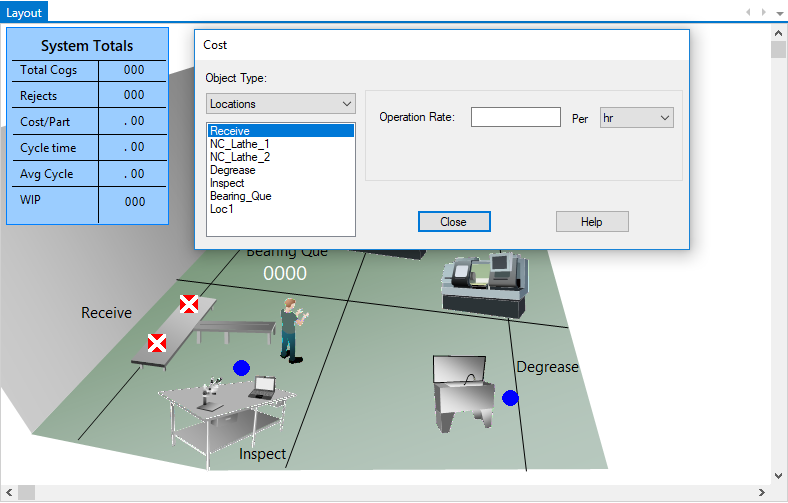 Layout
System Totals
Total Cogs 000
Rejects 000
Cost/Part . 00
Cycle time . 00
Avg Cycle . 00
WIP 000
Cost
Object Type:
Locations
Receive
NC_Lathe_1
NC_Lathe_2
Degrease
Inspect
Bearing_Que
Loc1
Operation Rate: Per hr
Close Help
Bearing Que
0000
Receive
Degrease
Inspect